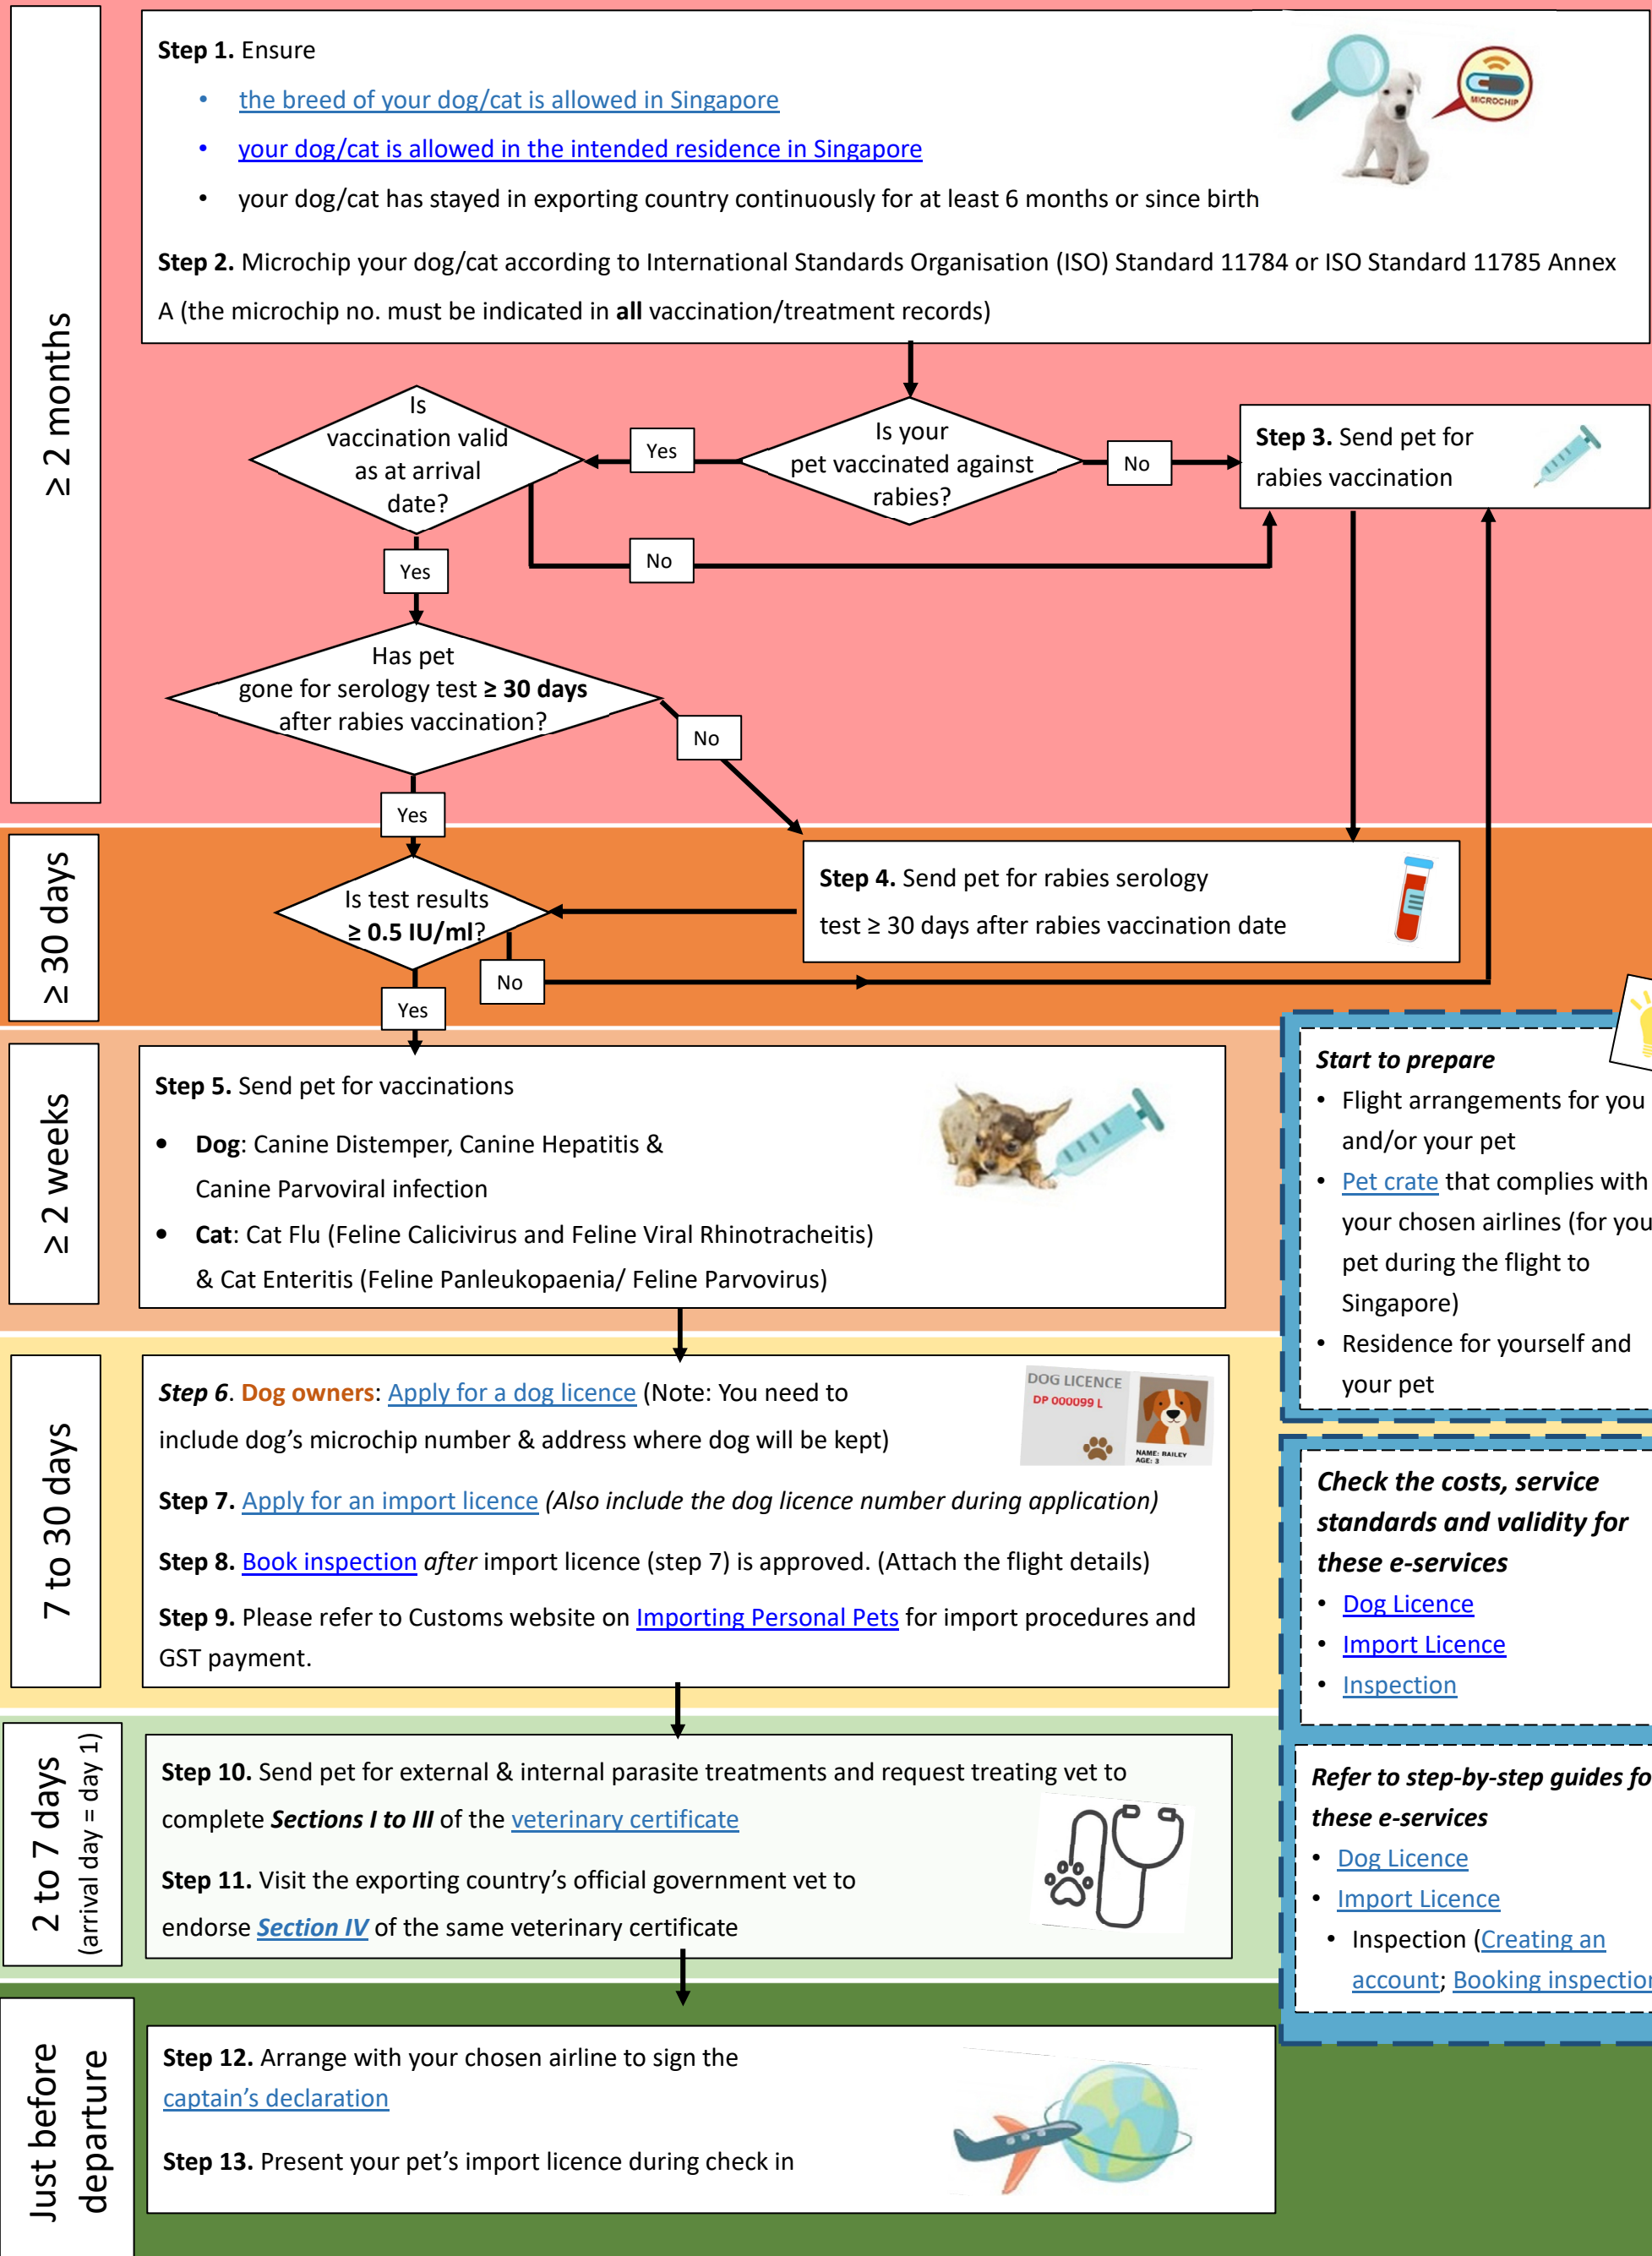 ≥ 2 months
Step 1. Ensure
• the breed of your dog/cat is allowed in Singapore
• your dog/cat is allowed in the intended residence in Singapore
• your dog/cat has stayed in exporting country continuously for at least 6 months or since birth
MICROCHIP
Step 2. Microchip your dog/cat according to International Standards Organisation (ISO) Standard 11784 or ISO Standard 11785 Annex
A (the microchip no. must be indicated in all vaccination/treatment records)
Is
vaccination valid
as at arrival
date?
Yes
Is your
pet vaccinated against
rabies?
No
Step 3. Send pet for
rabies vaccination
No
Yes
Has pet
gone for serology test ≥ 30 days
after rabies vaccination?
No
Yes
≥ 30 days
Is test results
≥ 0.5 IU/ml?
Step 4. Send pet for rabies serology
test ≥ 30 days after rabies vaccination date
No
Yes
≥ 2 weeks
Step 5. Send pet for vaccinations
• Dog: Canine Distemper, Canine Hepatitis &
Canine Parvoviral infection
• Cat: Cat Flu (Feline Calicivirus and Feline Viral Rhinotracheitis)
& Cat Enteritis (Feline Panleukopaenia/ Feline Parvovirus)
Start to prepare
• Flight arrangements for you
and/or your pet
• Pet crate that complies with
your chosen airlines (for you
pet during the flight to
Singapore)
• Residence for yourself and
your pet
7 to 30 days
Step 6. Dog owners: Apply for a dog licence (Note: You need to
include dog's microchip number & address where dog will be kept)
DOG LICENCE
DP 000099 L
NAME: BAILEY
AGE: 3
Step 7. Apply for an import licence (Also include the dog licence number during application)
Step 8. Book inspection after import licence (step 7) is approved. (Attach the flight details)
Step 9. Please refer to Customs website on Importing Personal Pets for import procedures and
GST payment.
Check the costs, service
standards and validity for
these e-services
• Dog Licence
• Import Licence
• Inspection
2 to 7 days
(arrival day = day 1)
Step 10. Send pet for external & internal parasite treatments and request treating vet to
complete Sections I to III of the veterinary certificate
Step 11. Visit the exporting country's official government vet to
endorse Section IV of the same veterinary certificate
Refer to step-by-step guides fo
these e-services
• Dog Licence
• Import Licence
• Inspection (Creating an
account; Booking inspection
Just before
departure
Step 12. Arrange with your chosen airline to sign the
captain's declaration
Step 13. Present your pet's import licence during check in